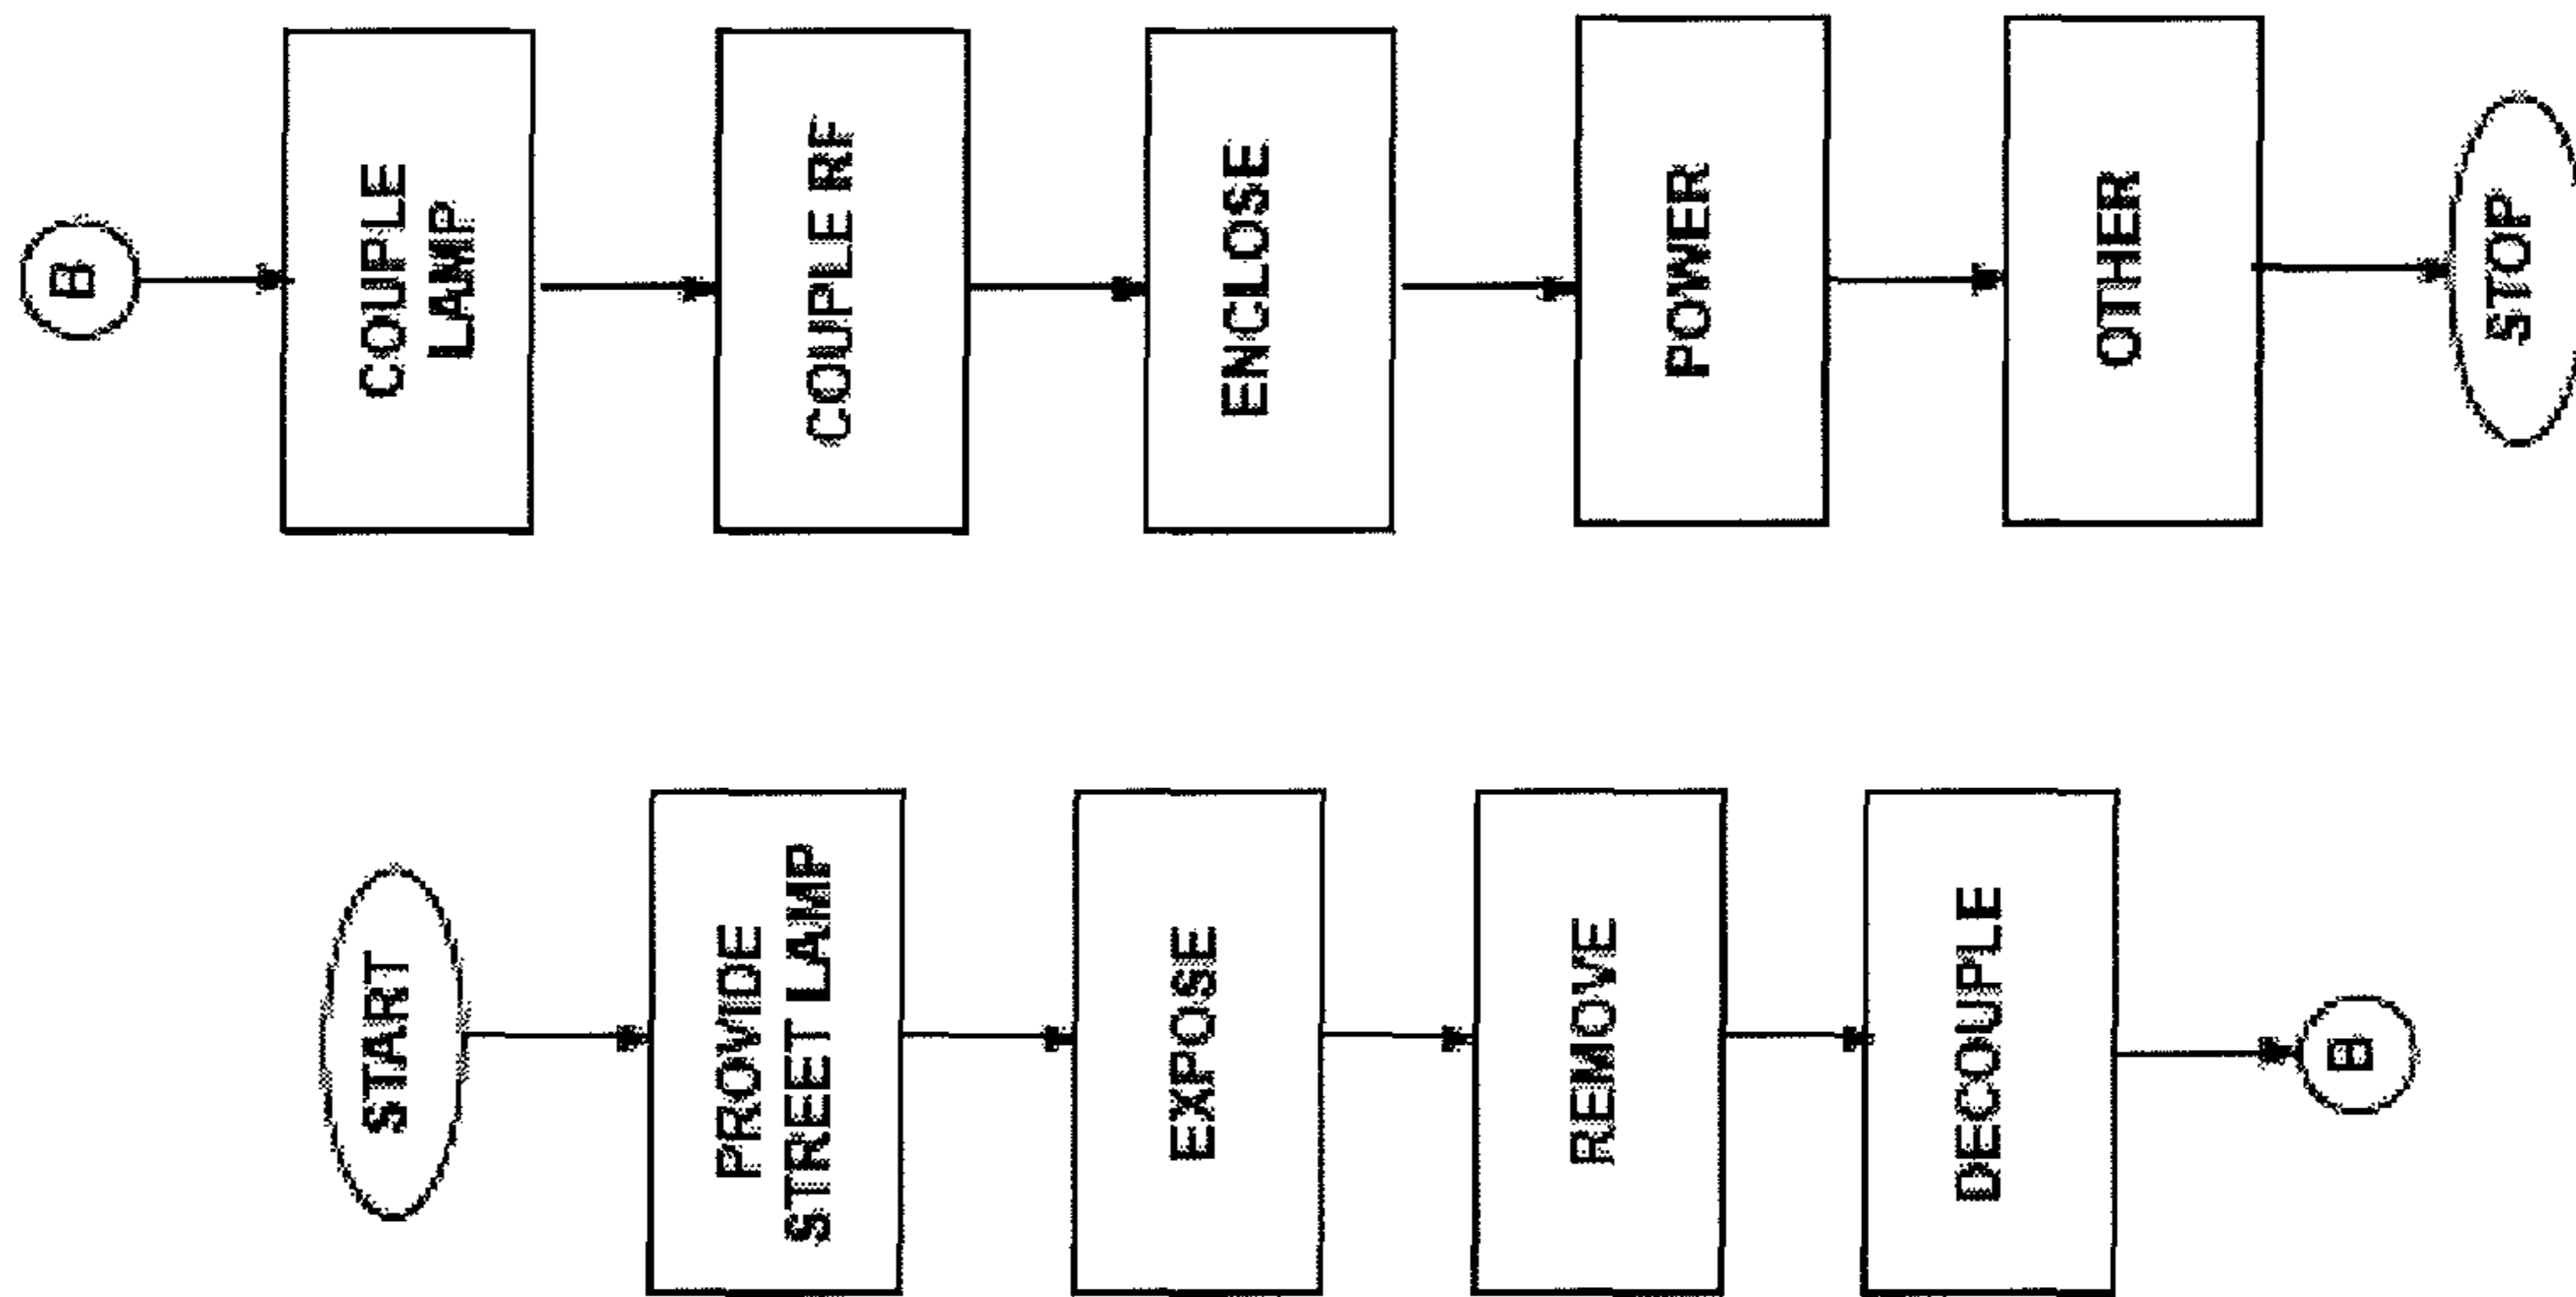 START
PROVIDE
STREET LAMP
EXPOSE
REMOVE
DECOUPLE
B
B
COUPLE
LAMP
COUPLE RF
ENCLOSE
POWER
OTHER
STOP